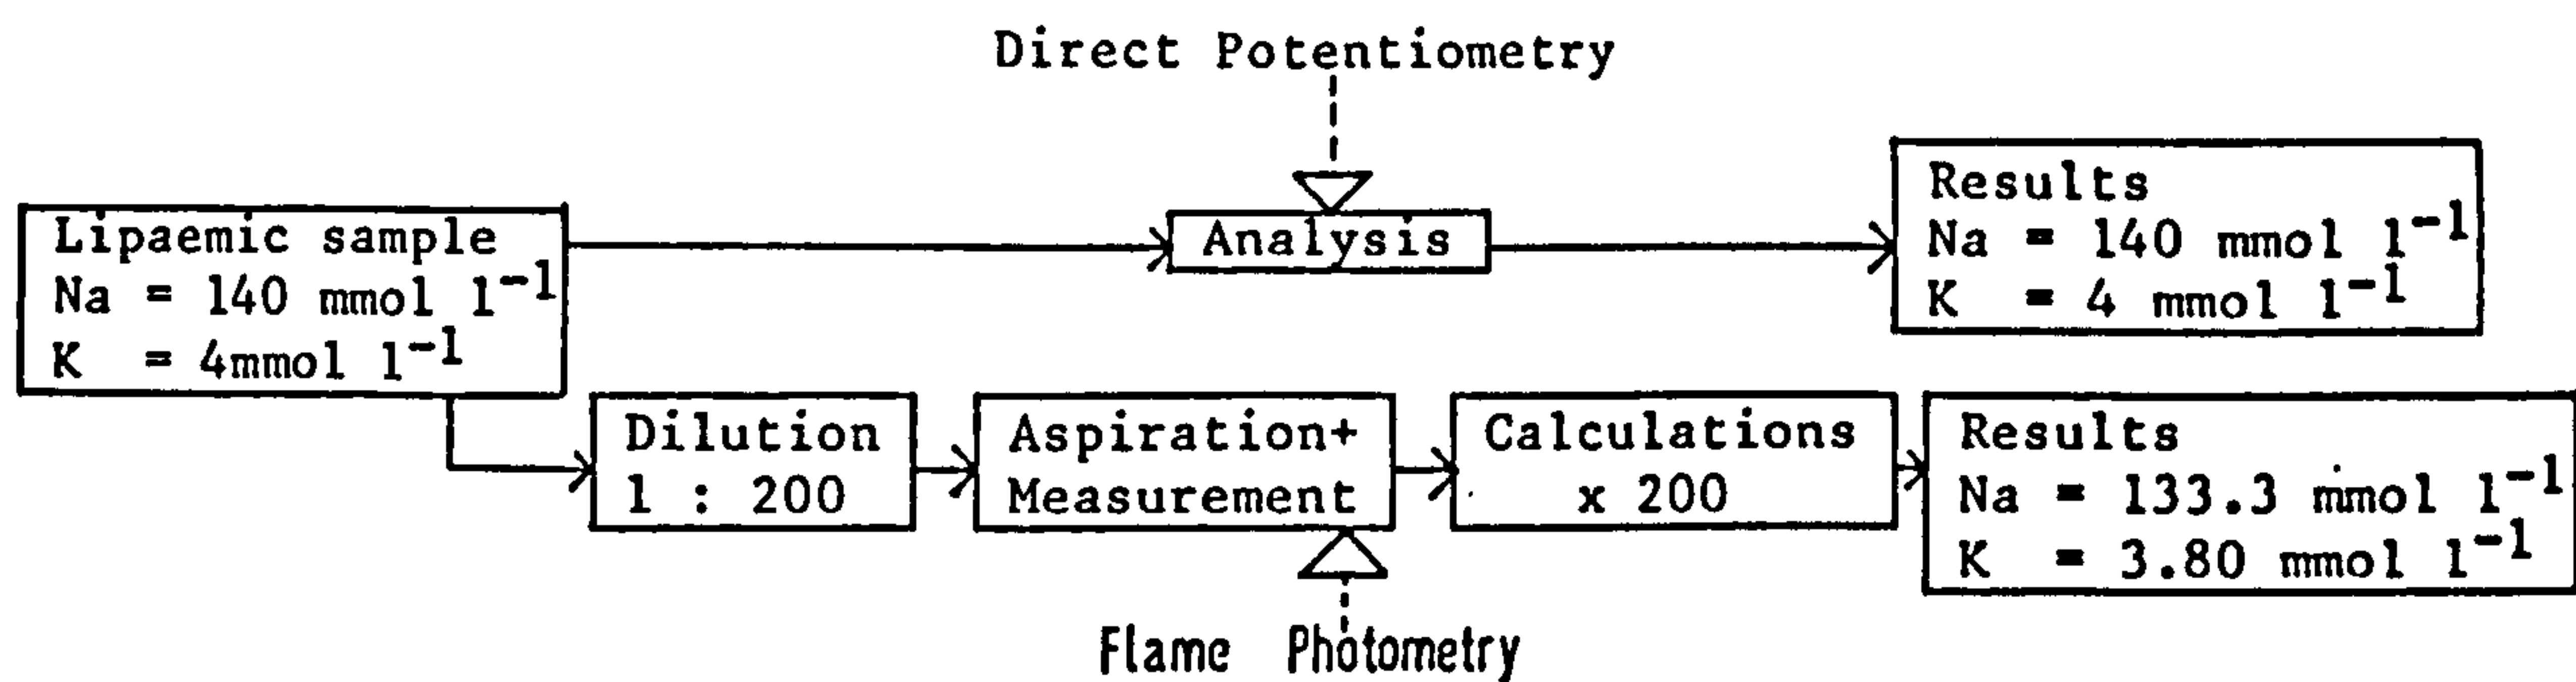 Direct Potentiometry
Lipaemic sample
Na = 140 mmol l⁻¹
K = 4mmol l⁻¹
Analysis
Results
Na = 140 mmol l⁻¹
K = 4 mmol l⁻¹
Dilution
1 : 200
Aspiration+
Measurement
Calculations
x 200
Results
Na = 133.3 mmol l⁻¹
K = 3.80 mmol l⁻¹
Flame Photometry